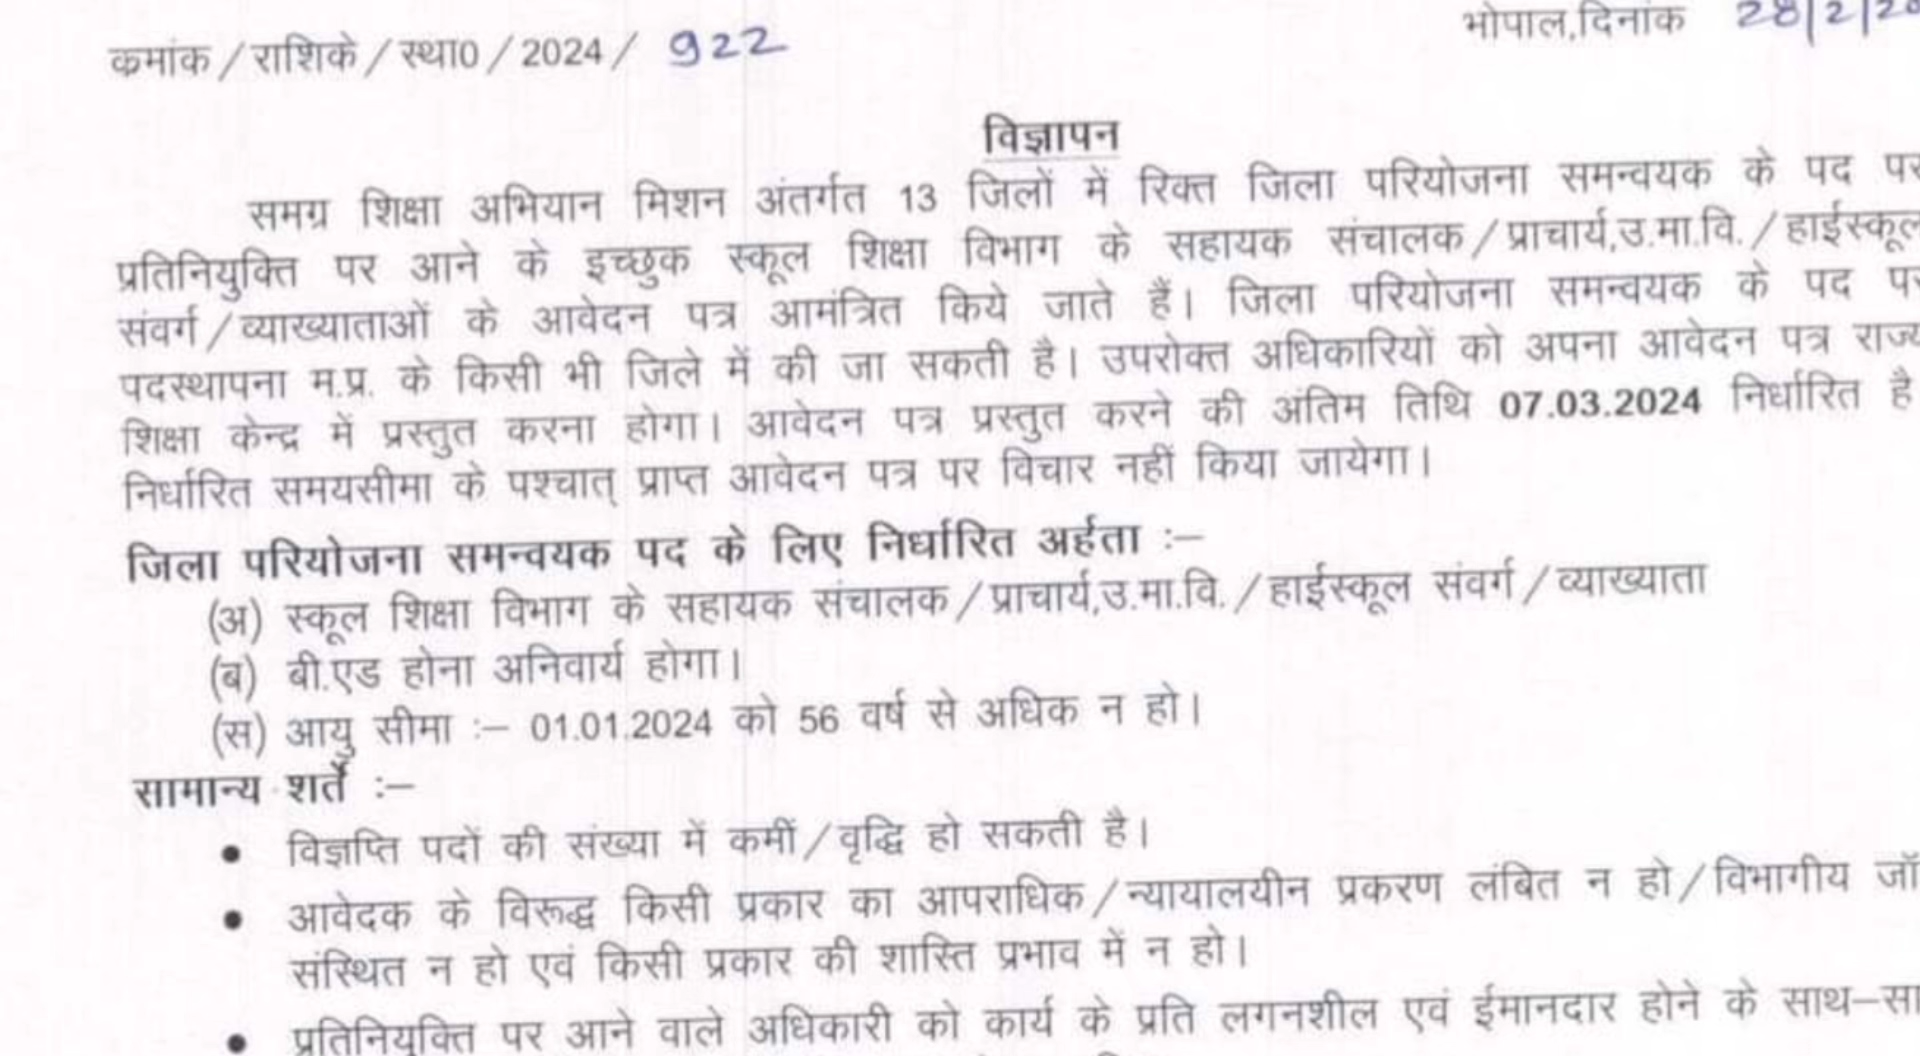 भोपाल,दिनांक 28/2/20
कमांक/राशिके/स्था0/2024/ 922
विज्ञापन
समग्र शिक्षा अभियान मिशन अंतर्गत 13 जिलों में रिक्त जिला परियोजना समन्वयक के पद पर
प्रतिनियुक्ति पर आने के इच्छुक स्कूल शिक्षा विभाग के सहायक संचालक/प्राचार्य,उ.मा.वि./हाईस्कूल
संवर्ग/व्याख्याताओं के आवेदन पत्र आमंत्रित किये जाते हैं। जिला परियोजना समन्वयक के पद पर
पदस्थापना म.प्र. के किसी भी जिले में की जा सकती है। उपरोक्त अधिकारियों को अपना आवेदन पत्र राज्य
शिक्षा केन्द्र में प्रस्तुत करना होगा। आवेदन पत्र प्रस्तुत करने की अंतिम तिथि 07.03.2024 निर्धारित है
निर्धारित समयसीमा के पश्चात् प्राप्त आवेदन पत्र पर विचार नहीं किया जायेगा।
जिला परियोजना समन्वयक पद के लिए निर्धारित अर्हता :–
(अ) स्कूल शिक्षा विभाग के सहायक संचालक/प्राचार्य,उ.मा.वि./हाईस्कूल संवर्ग/व्याख्याता
(ब) बी.एड होना अनिवार्य होगा।
(स) आयु सीमा :– 01.01.2024 को 56 वर्ष से अधिक न हो।
सामान्य शर्तें :–
• विज्ञप्ति पदों की संख्या में कमीं/वृद्धि हो सकती है।
• आवेदक के विरूद्ध किसी प्रकार का आपराधिक/न्यायालयीन प्रकरण लंबित न हो/विभागीय जॉ
संस्थित न हो एवं किसी प्रकार की शास्ति प्रभाव में न हो।
• प्रतिनियुक्ति पर आने वाले अधिकारी को कार्य के प्रति लगनशील एवं ईमानदार होने के साथ–सा